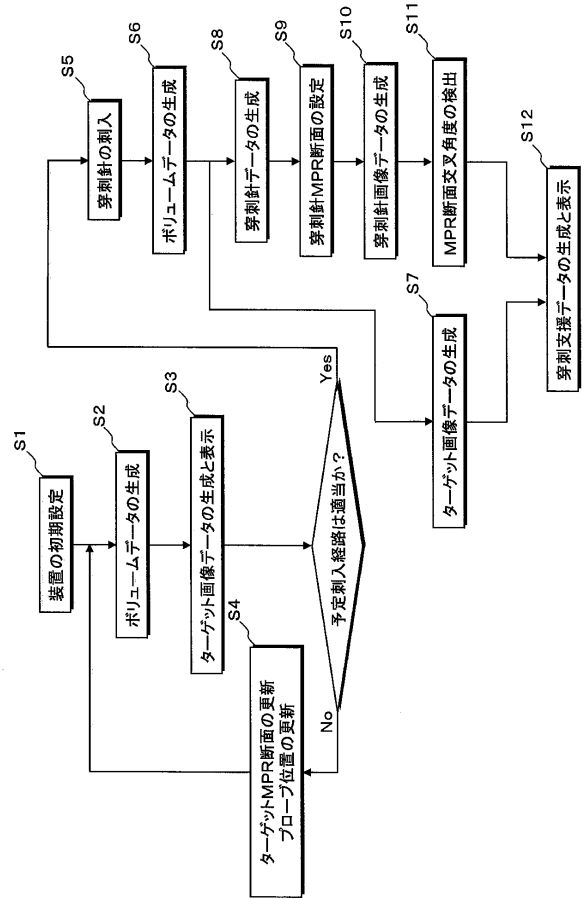 S1
装置の初期設定
S2
ボリュームデータの生成
S3
ターゲット画像データの生成と表示
予定刺入経路は適当か?
No
Yes
S4
ターゲットMPR断面の更新
プローブ位置の更新
S5
穿刺針の刺入
S6
ボリュームデータの生成
S8
穿刺針データの生成
S9
穿刺針MPR断面の設定
S10
穿刺針画像データの生成
S11
MPR断面交叉角度の検出
S7
ターゲット画像データの生成
S12
穿刺支援データの生成と表示